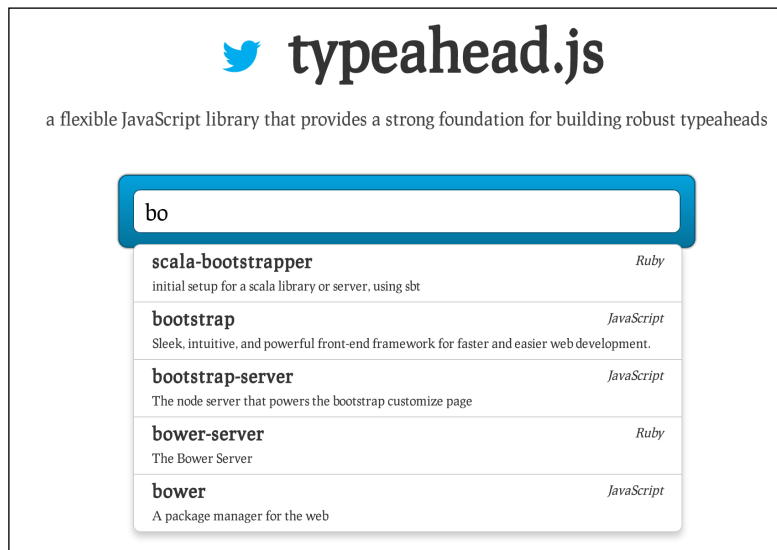 typeahead.js
a flexible JavaScript library that provides a strong foundation for building robust typeaheads
bo
scala-bootstrapper Ruby
initial setup for a scala library or server, using sbt
bootstrap JavaScript
Sleek, intuitive, and powerful front-end framework for faster and easier web development.
bootstrap-server JavaScript
The node server that powers the bootstrap customize page
bower-server Ruby
The Bower Server
bower JavaScript
A package manager for the web